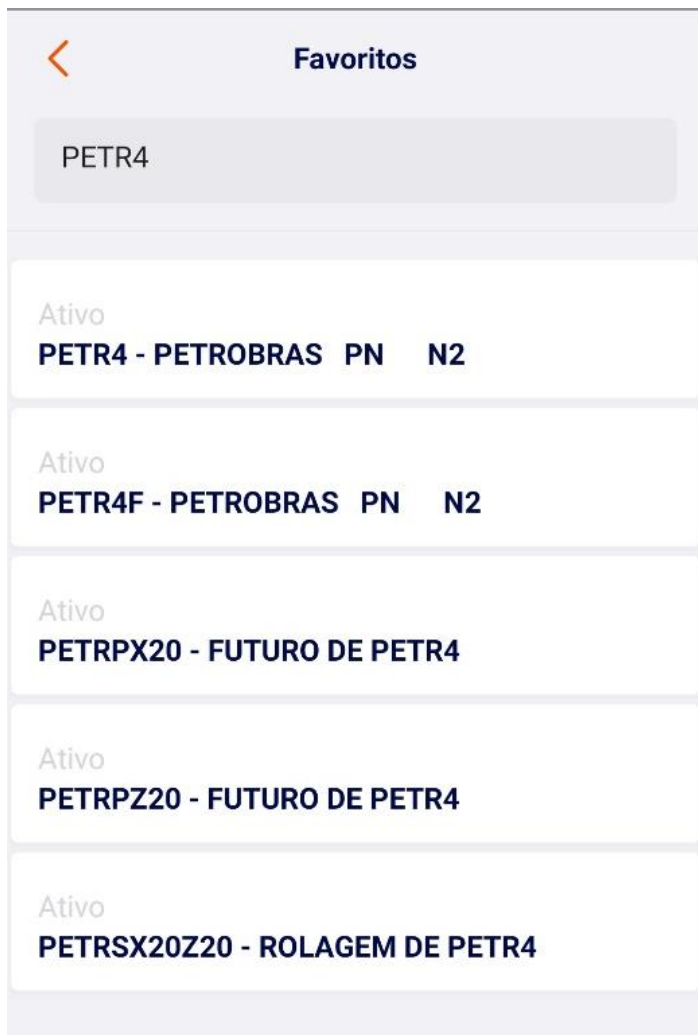 Favoritos
PETR4
Ativo
PETR4 - PETROBRAS PN N2
Ativo
PETR4F - PETROBRAS PN N2
Ativo
PETRPX20 - FUTURO DE PETR4
Ativo
PETRPZ20 - FUTURO DE PETR4
Ativo
PETRSX20Z20 - ROLAGEM DE PETR4